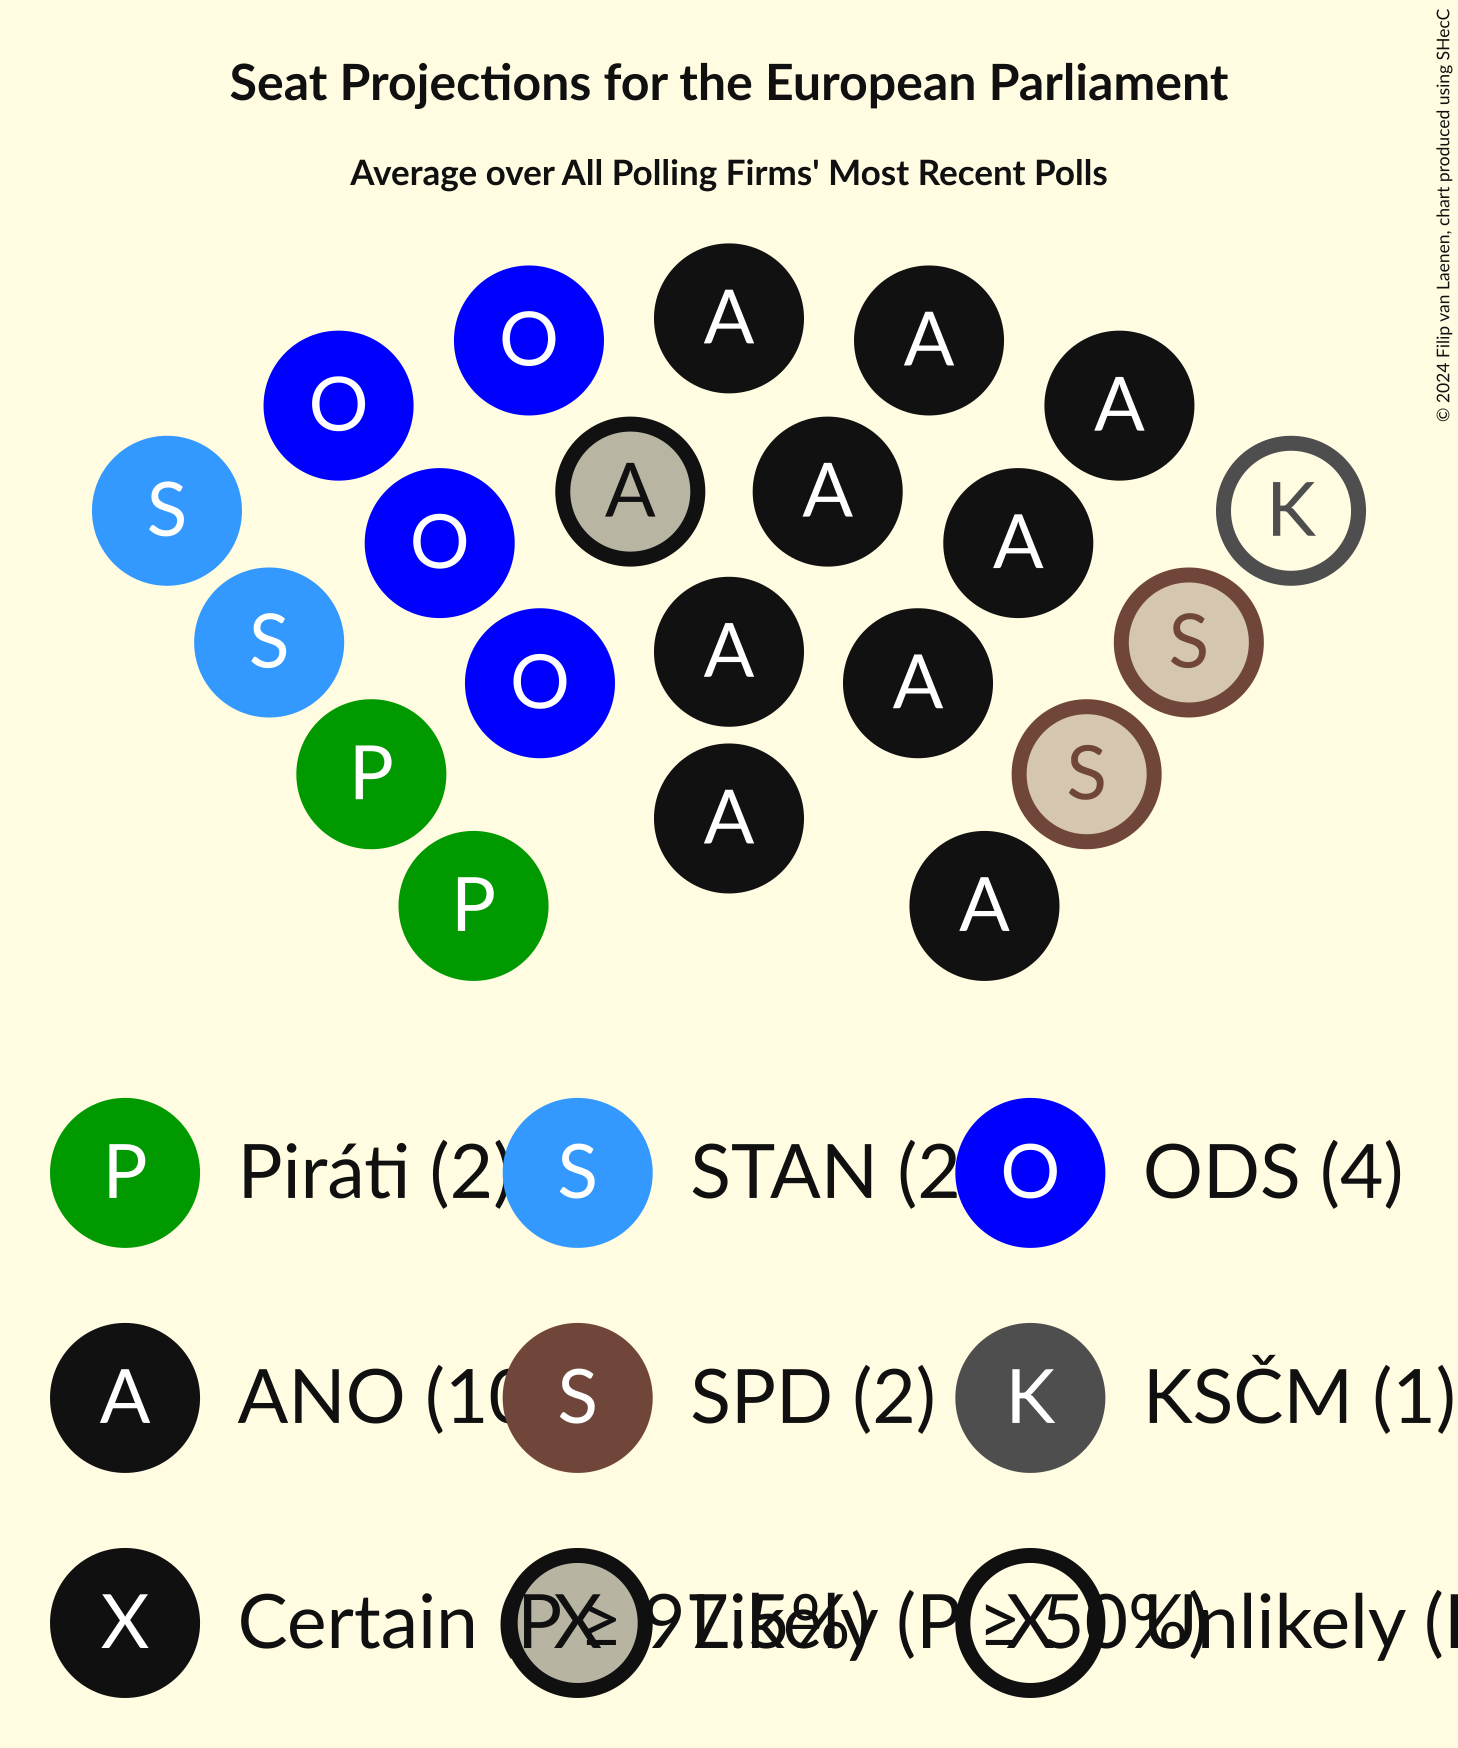 Seat Projections for the European Parliament
Average over All Polling Firms' Most Recent Polls
© 2024 Filip van Laenen, chart produced using SHecC
A
O A
O A
S A A K
O A
S A S
O A
P A S
P A
P Piráti (2) S STAN (2 O ODS (4)
A ANO (10 S SPD (2) K KSČM (1)
X Certain (P ≥ 97.5%) X Likely (P ≥ 50%) X Unlikely (